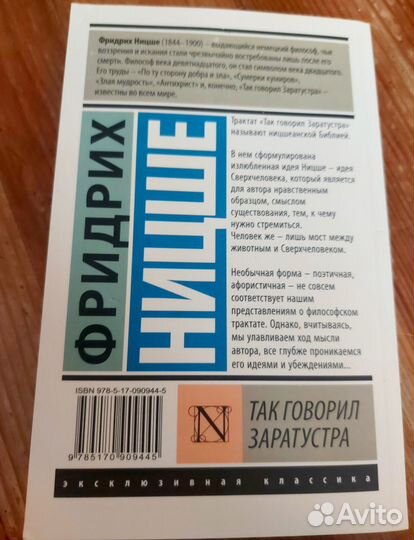 Фридрих Ницше (1844–1900) – выдающийся немецкий философ, чьи
воззрения и искания стали чрезвычайно востребованы лишь после его
смерти. Философ века девятнадцатого, он стал символом века двадцатого.
Его труды – «По ту сторону добра и зла», «Сумерки кумиров»,
«Злая мудрость», «Антихрист» и, конечно, «Так говорил Заратустра» –
известны во всем мире.
ФРИДРИХ
НИЦШЕ
Трактат «Так говорил Заратустра»
называют ницшеанской Библией.
В нем сформулирована
излюбленная идея Ницше – идея
Сверхчеловека, который является
для автора нравственным
образцом, смыслом
существования, тем, к чему
нужно стремиться.
Человек же – лишь мост между
животным и Сверхчеловеком.
Необычная форма – поэтичная,
афористичная – не совсем
соответствует нашим
представлениям о философском
трактате. Однако, вчитываясь,
мы улавливаем ход мысли
автора, все глубже проникаемся
его идеями и убеждениями...
ISBN 978-5-17-090944-5
9 785170 909445
N
ТАК ГОВОРИЛ
ЗАРАТУСТРА
эксклюзивная классика
Avito